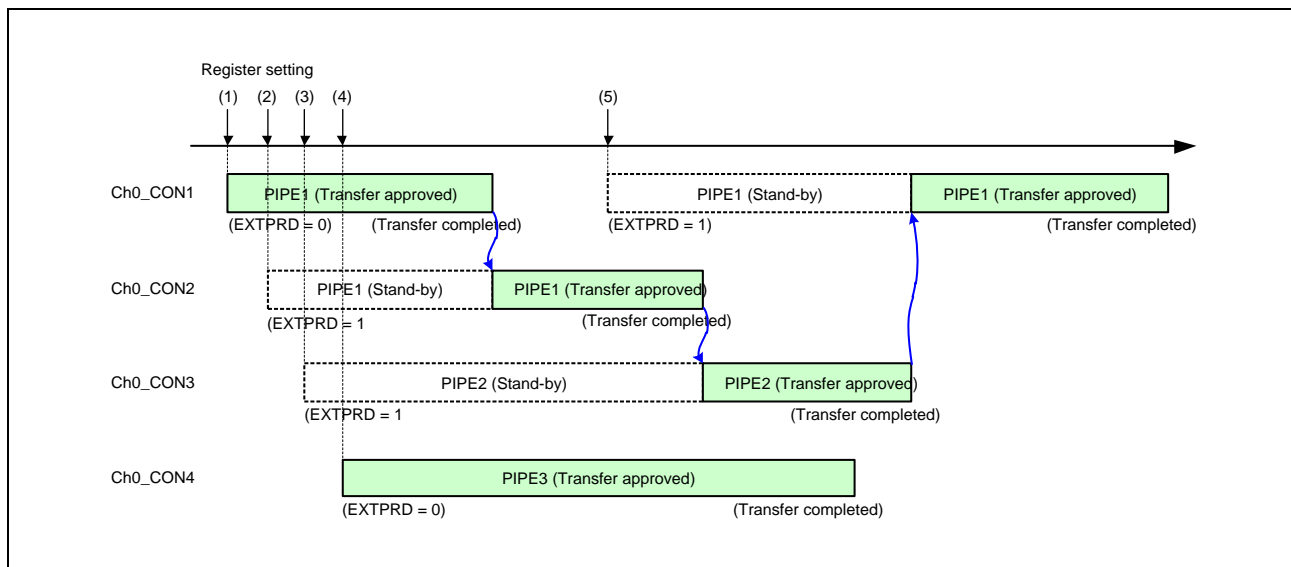 Register setting
(1) (2) (3) (4) (5)
Ch0_CON1 PIPE1 (Transfer approved) PIPE1 (Stand-by) PIPE1 (Transfer approved)
(EXTPRD = 0) (Transfer completed) (EXTPRD = 1) (Transfer completed)
Ch0_CON2 PIPE1 (Stand-by) PIPE1 (Transfer approved)
(EXTPRD = 1 (Transfer completed)
Ch0_CON3 PIPE2 (Stand-by) PIPE2 (Transfer approved)
(EXTPRD = 1 (Transfer completed)
Ch0_CON4 PIPE3 (Transfer approved)
(EXTPRD = 0) (Transfer completed)